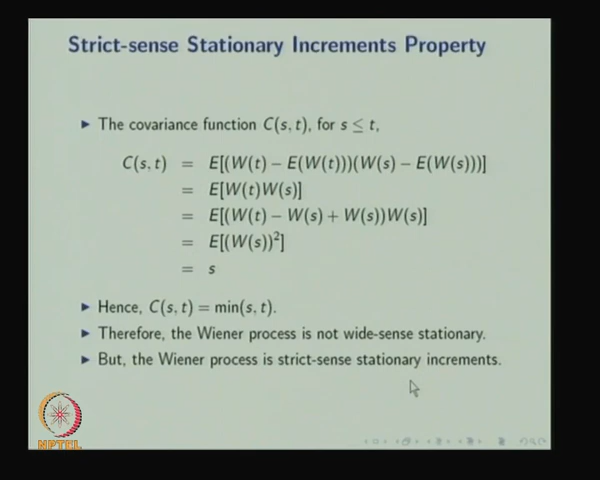 Strict-sense Stationary Increments Property
▶ The covariance function C(s, t), for s ≤ t,
C(s, t) = E[(W(t) − E(W(t)))(W(s) − E(W(s)))]
= E[W(t)W(s)]
= E[(W(t) − W(s) + W(s))W(s)]
= E[(W(s))²]
= s
▶ Hence, C(s, t) = min(s, t).
▶ Therefore, the Wiener process is not wide-sense stationary.
▶ But, the Wiener process is strict-sense stationary increments.
NPTEL